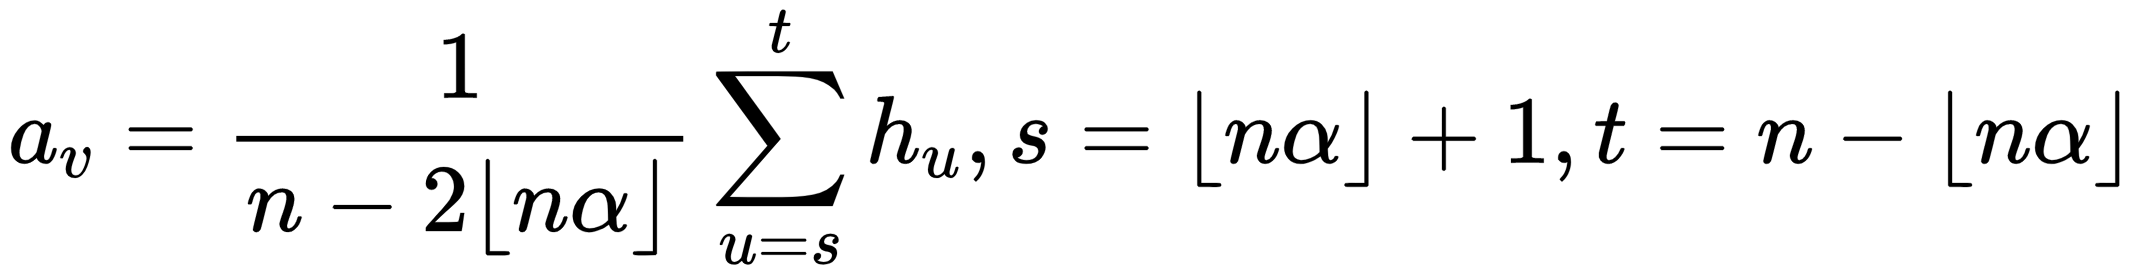 a_v = \frac{1}{n - 2\lfloor n\alpha \rfloor} \sum_{u=s}^{t} h_u, s = \lfloor n\alpha \rfloor + 1, t = n - \lfloor n\alpha \rfloor